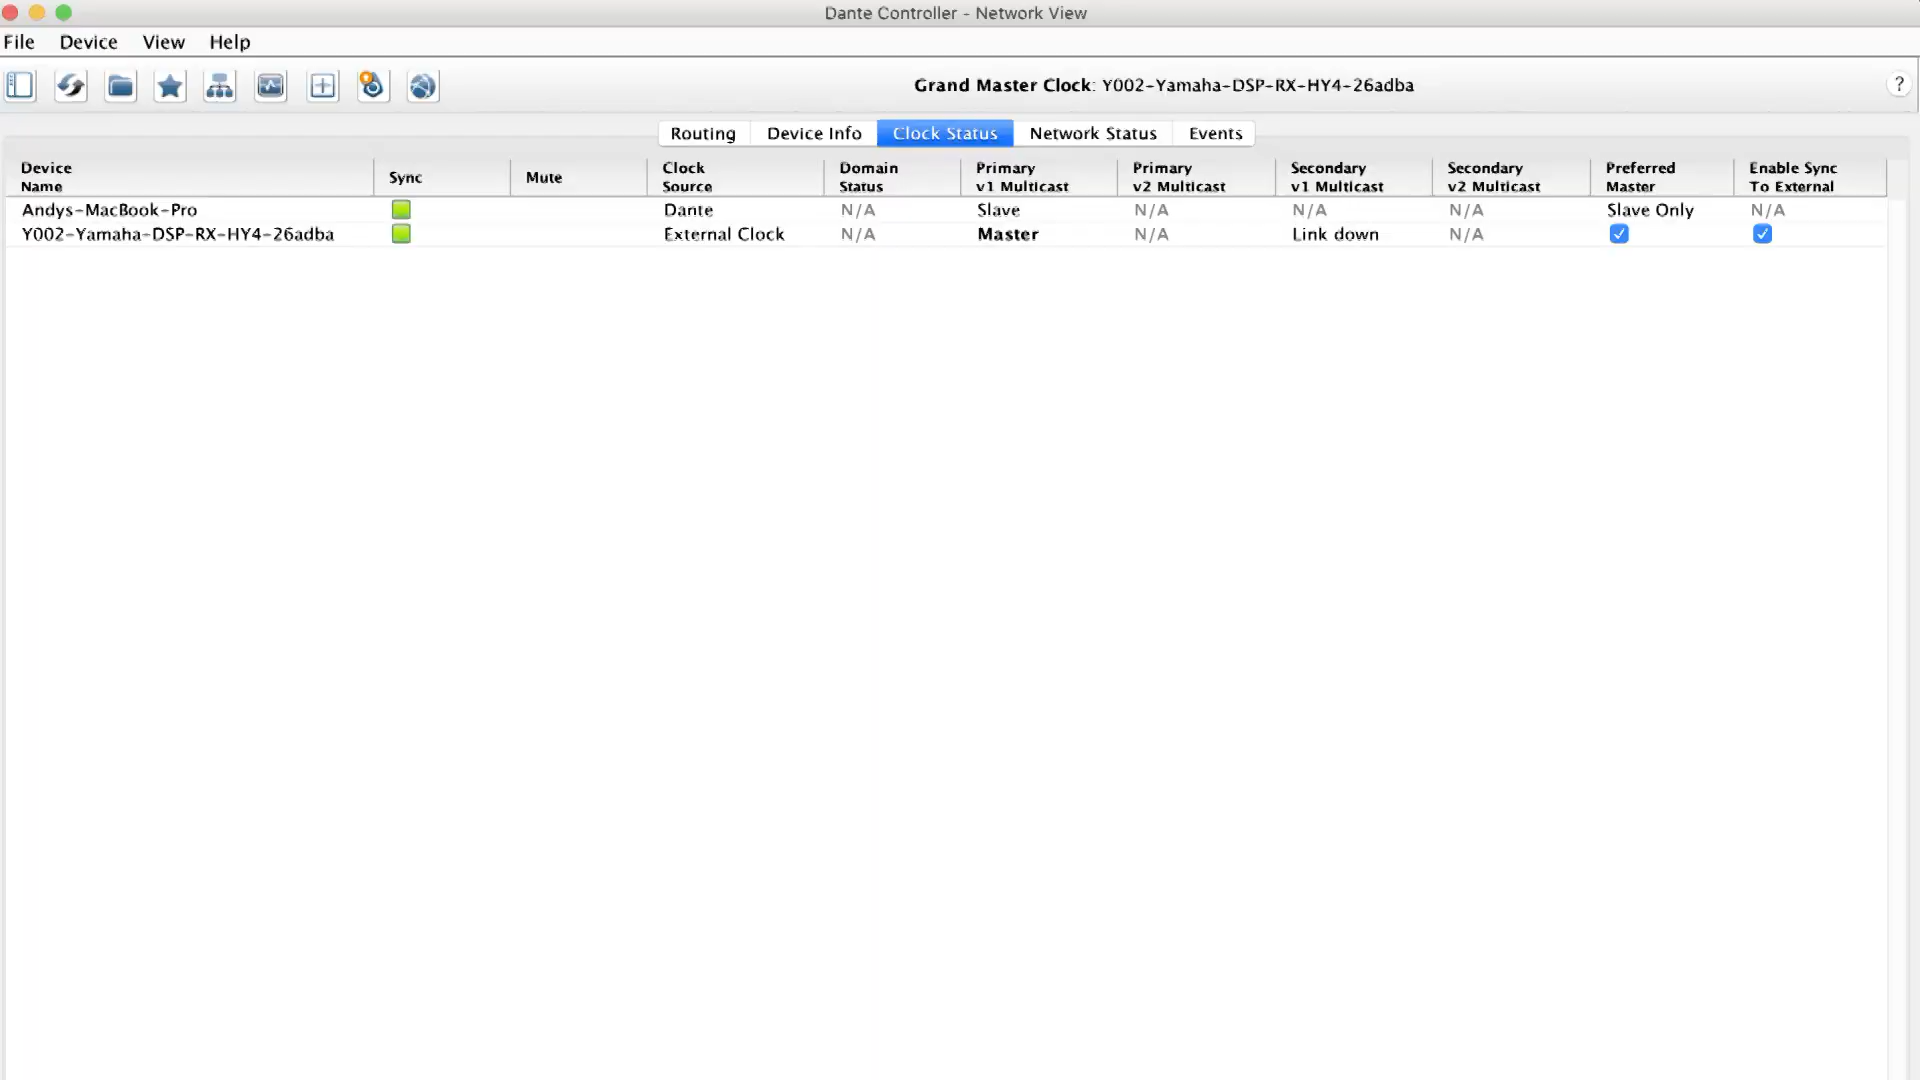 Dante Controller - Network View
File Device View Help
Grand Master Clock: Y002-Yamaha-DSP-RX-HY4-26adba ?
Routing Device Info Clock Status Network Status Events
Device Name Sync Mute Clock Source Domain Status Primary v1 Multicast Primary v2 Multicast Secondary v1 Multicast Secondary v2 Multicast Preferred Master Enable Sync To External
Andys-MacBook-Pro Dante N/A Slave N/A N/A N/A Slave Only N/A
Y002-Yamaha-DSP-RX-HY4-26adba External Clock N/A Master N/A Link down N/A